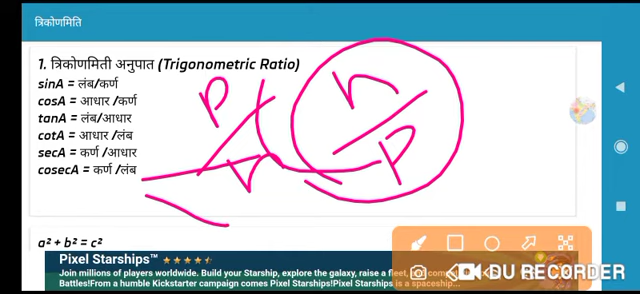 त्रिकोणमिति
1. त्रिकोणमिती अनुपात (Trigonometric Ratio)
sinA = लंब/कर्ण
cosA = आधार /कर्ण
tanA = लंब/आधार
cotA = आधार /लंब
secA = कर्ण /आधार
cosecA = कर्ण /लंब
p
n
p
a² + b² = c²
Pixel Starships™
Join millions of players worldwide. Build your Starship, explore the galaxy, raise a fleet,
Battles!From a humble Kickstarter campaign comes Pixel Starships!Pixel Starships is a spaceship...
DU RECORDER